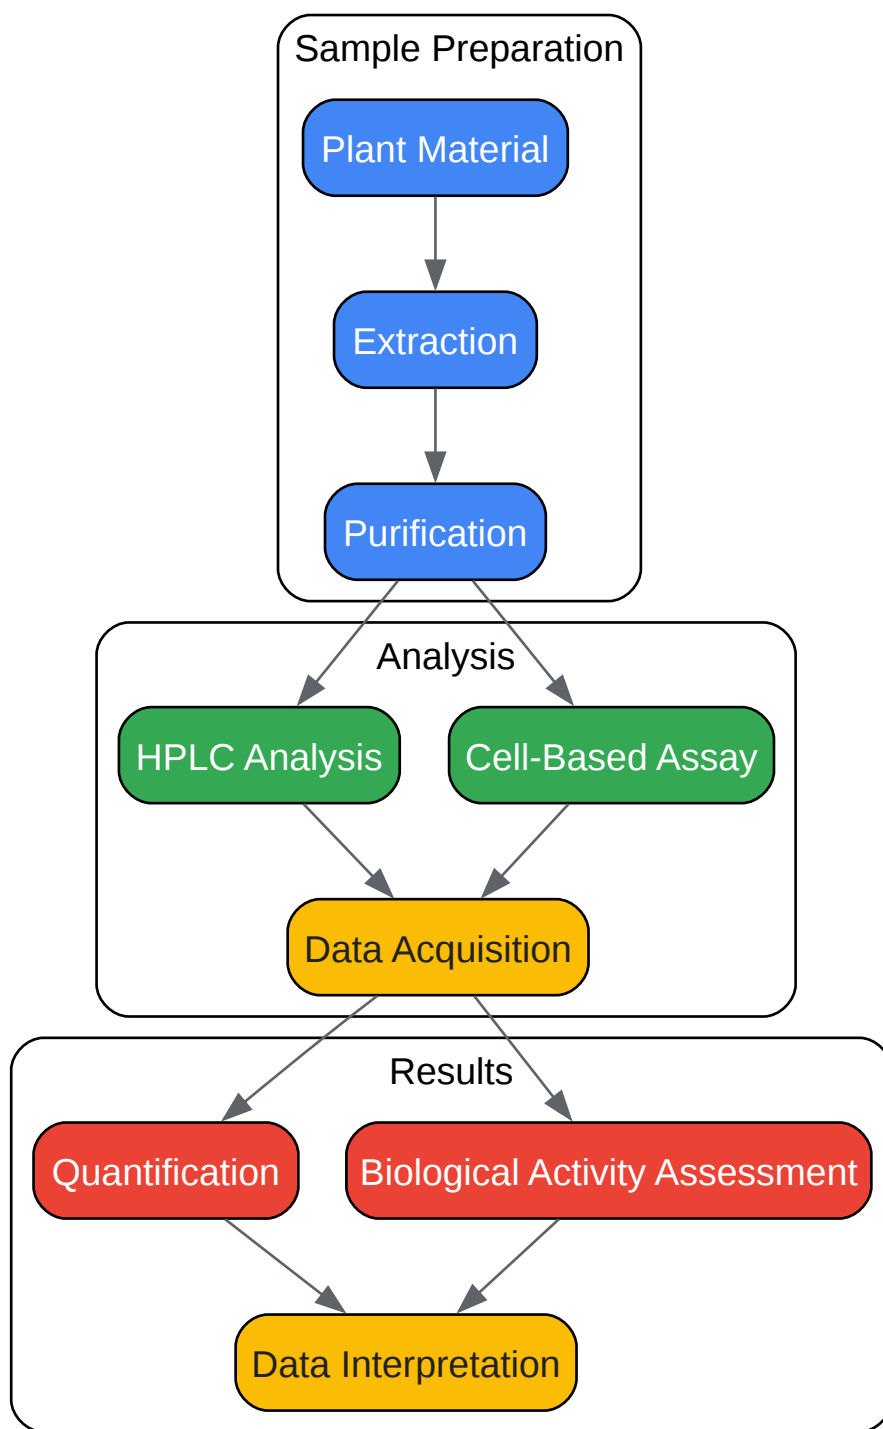 Sample Preparation
Plant Material
Extraction
Purification
Analysis
HPLC Analysis
Cell-Based Assay
Data Acquisition
Results
Quantification
Biological Activity Assessment
Data Interpretation